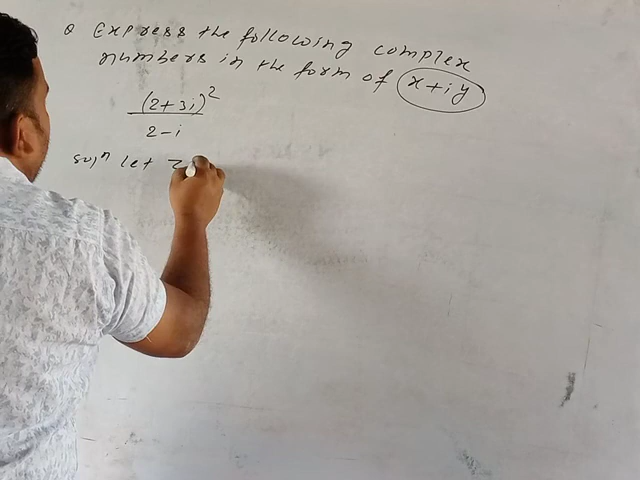 Q Express the following complex
numbers in the form of x+iy
(2+3i)²
2-i
Solⁿ let z